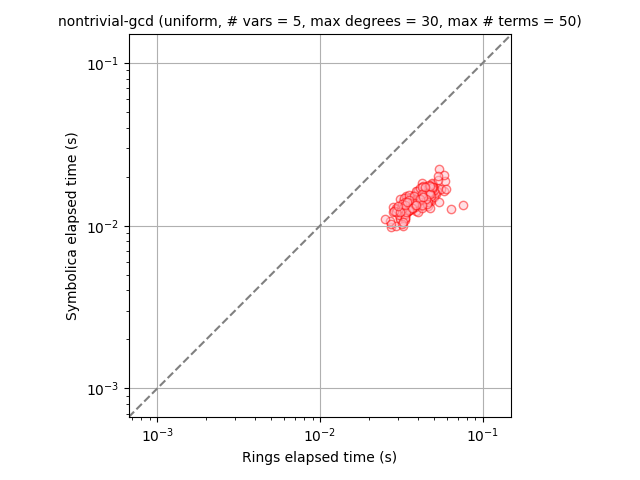 nontrivial-gcd (uniform, # vars = 5, max degrees = 30, max # terms = 50)
Symbolica elapsed time (s)
10⁻¹
10⁻²
10⁻³
10⁻³ 10⁻² 10⁻¹
Rings elapsed time (s)